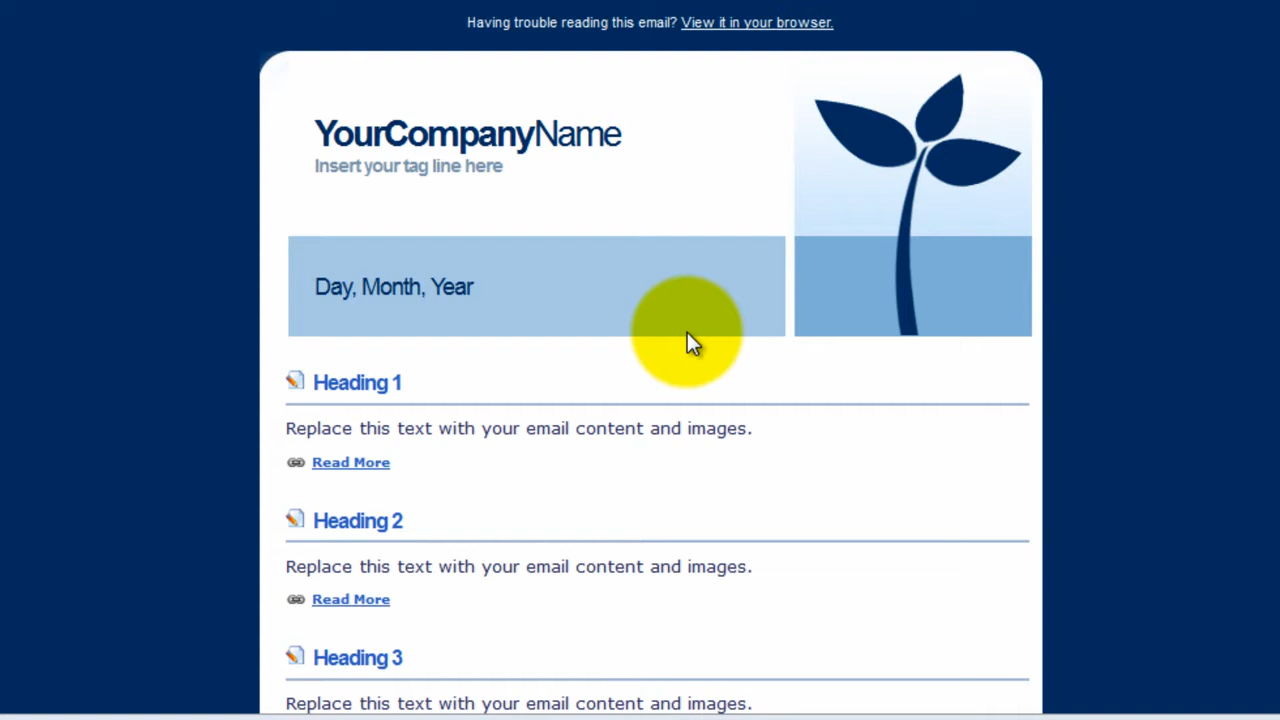 Having trouble reading this email? View it in your browser.
YourCompanyName
Insert your tag line here
Day, Month, Year
Heading 1
Replace this text with your email content and images.
Read More
Heading 2
Replace this text with your email content and images.
Read More
Heading 3
Replace this text with your email content and images.